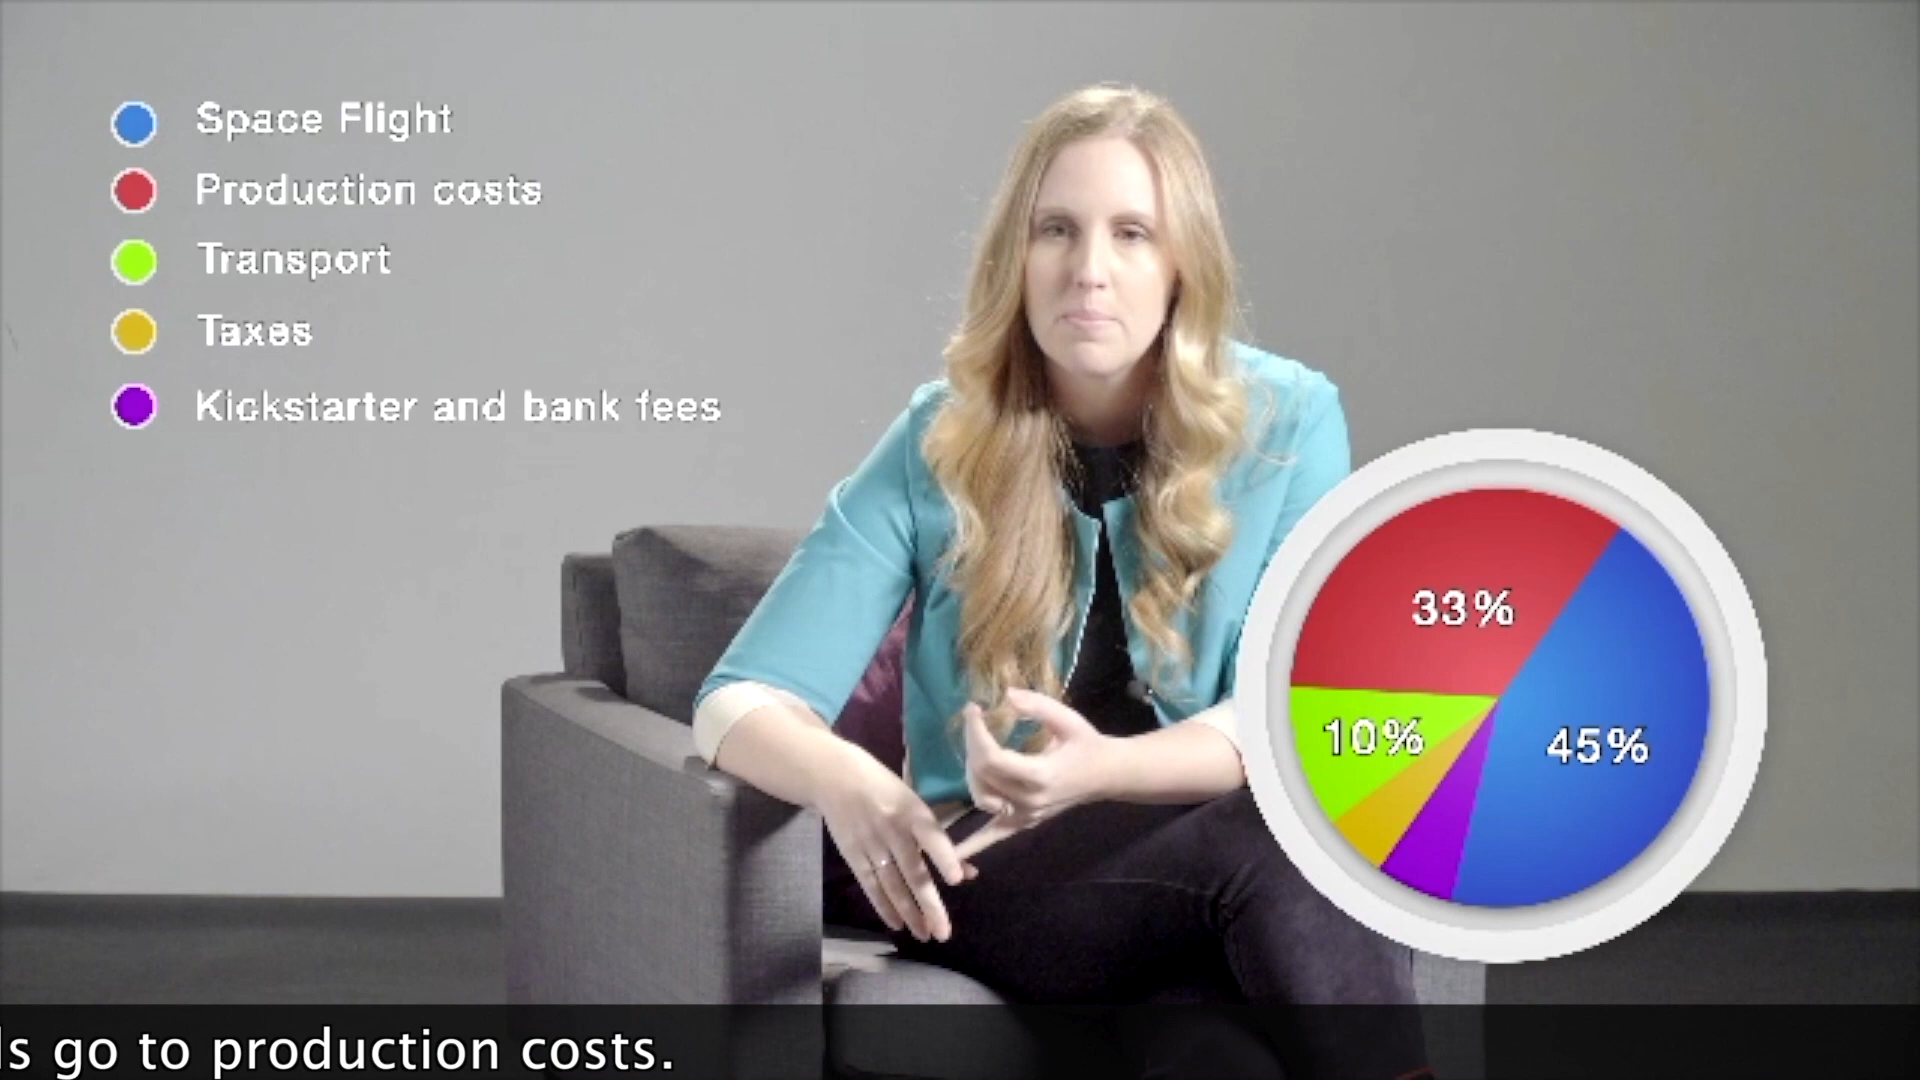 Space Flight
Production costs
Transport
Taxes
Kickstarter and bank fees
33%
10%
45%
go to production costs.